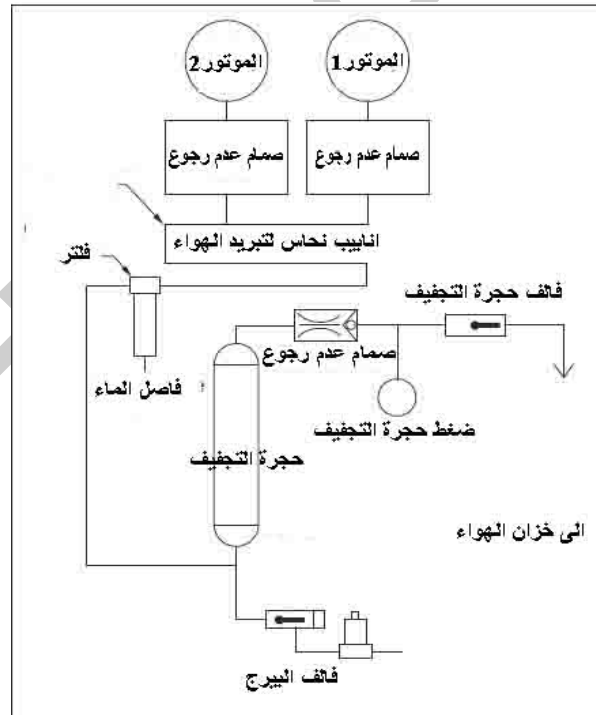 الموتور1
الموتور2
صمام عدم رجوع
صمام عدم رجوع
انابيب نحاس لتبريد الهواء
فلتر
فالف حجرة التجفيف
صمام عدم رجوع
فاصل الماء
ضغط حجرة التجفيف
حجرة التجفيف
الى خزان الهواء
فالف البيرج